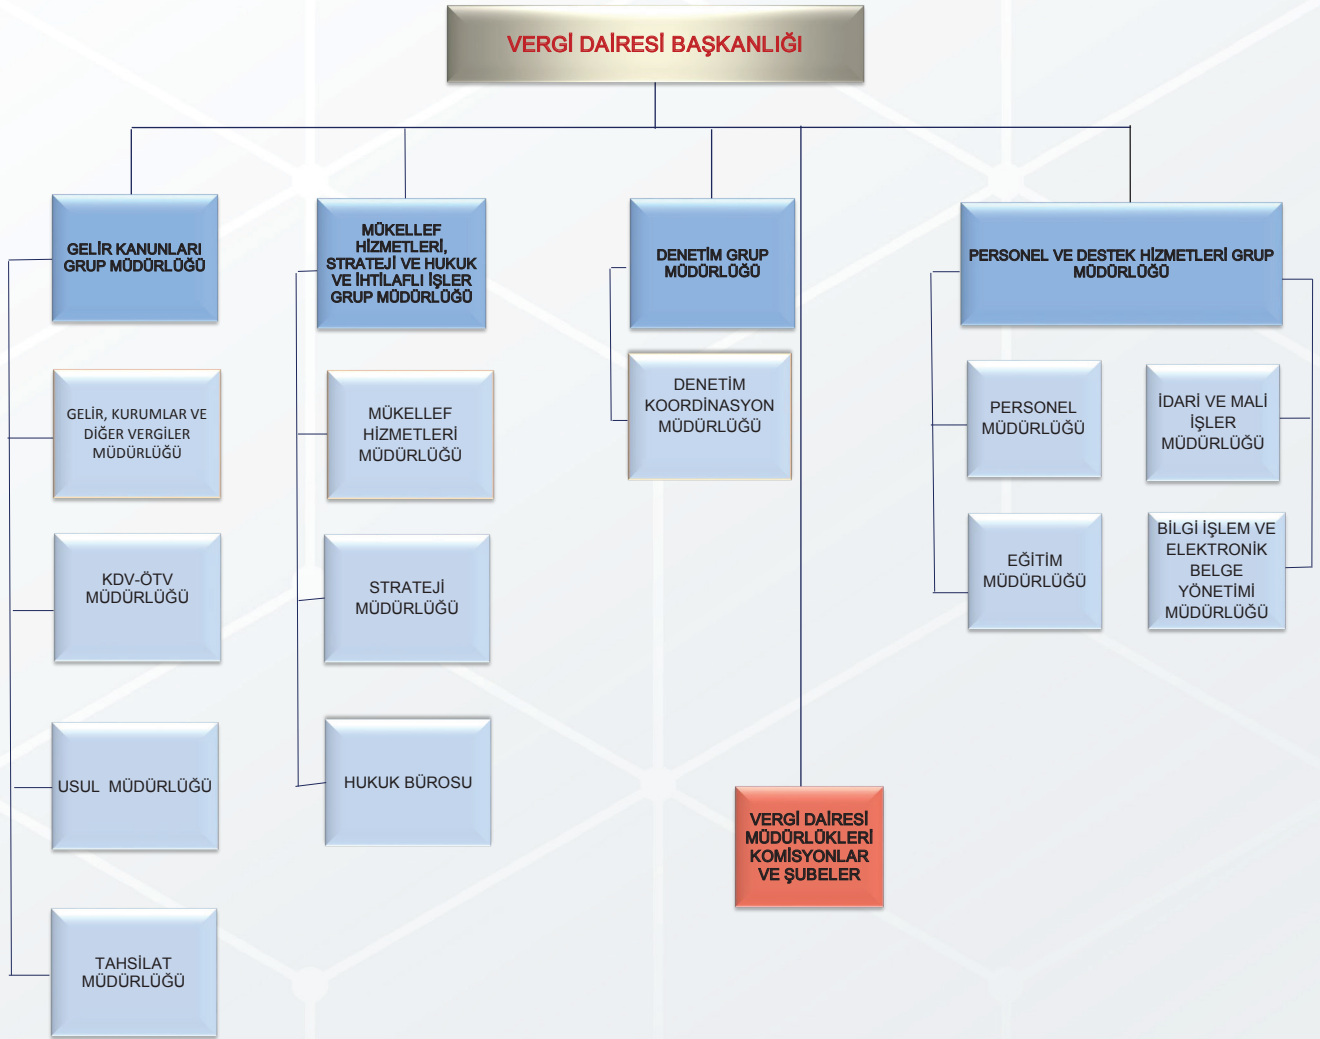 VERGİ DAİRESİ BAŞKANLIĞI
GELİR KANUNLARI
GRUP MÜDÜRLÜĞÜ
MÜKELLEF
HİZMETLERİ,
STRATEJİ VE HUKUK
VE İHTİLAFLI İŞLER
GRUP MÜDÜRLÜĞÜ
DENETİM GRUP
MÜDÜRLÜĞÜ
PERSONEL VE DESTEK HİZMETLERİ GRUP
MÜDÜRLÜĞÜ
GELİR, KURUMLAR VE
DİĞER VERGİLER
MÜDÜRLÜĞÜ
MÜKELLEF
HİZMETLERİ
MÜDÜRLÜĞÜ
DENETİM
KOORDİNASYON
MÜDÜRLÜĞÜ
PERSONEL
MÜDÜRLÜĞÜ
İDARİ VE MALİ
İŞLER
MÜDÜRLÜĞÜ
KDV-ÖTV
MÜDÜRLÜĞÜ
STRATEJİ
MÜDÜRLÜĞÜ
EĞİTİM
MÜDÜRLÜĞÜ
BİLGİ İŞLEM VE
ELEKTRONİK
BELGE
YÖNETİMİ
MÜDÜRLÜĞÜ
USUL  MÜDÜRLÜĞÜ
HUKUK BÜROSU
VERGİ DAİRESİ
MÜDÜRLÜKLERİ
KOMİSYONLAR
VE ŞUBELER
TAHSİLAT
MÜDÜRLÜĞÜ